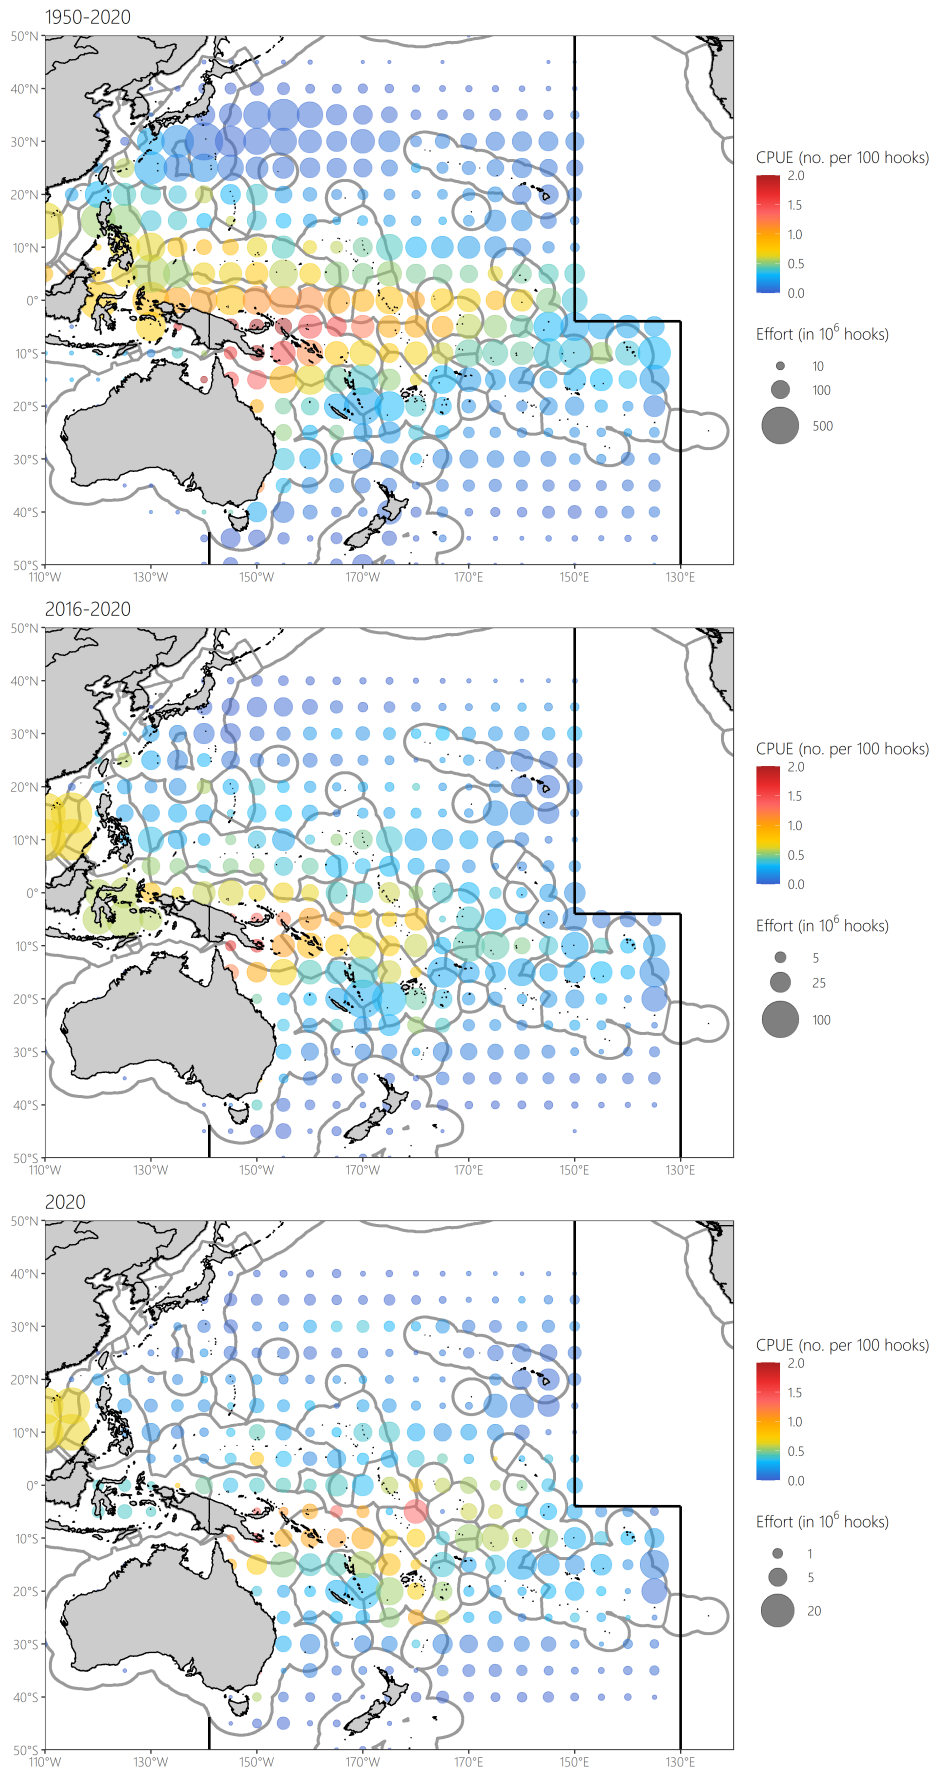 1950-2020
50°N
40°N
30°N
20°N
10°N
0°
10°S
20°S
30°S
40°S
50°S
110°W 130°W 150°W 170°W 170°E 150°E 130°E
CPUE (no. per 100 hooks)
2.0
1.5
1.0
0.5
0.0
Effort (in 10⁶ hooks)
10
100
500
2016-2020
50°N
40°N
30°N
20°N
10°N
0°
10°S
20°S
30°S
40°S
50°S
110°W 130°W 150°W 170°W 170°E 150°E 130°E
CPUE (no. per 100 hooks)
2.0
1.5
1.0
0.5
0.0
Effort (in 10⁶ hooks)
5
25
100
2020
50°N
40°N
30°N
20°N
10°N
0°
10°S
20°S
30°S
40°S
50°S
110°W 130°W 150°W 170°W 170°E 150°E 130°E
CPUE (no. per 100 hooks)
2.0
1.5
1.0
0.5
0.0
Effort (in 10⁶ hooks)
1
5
20